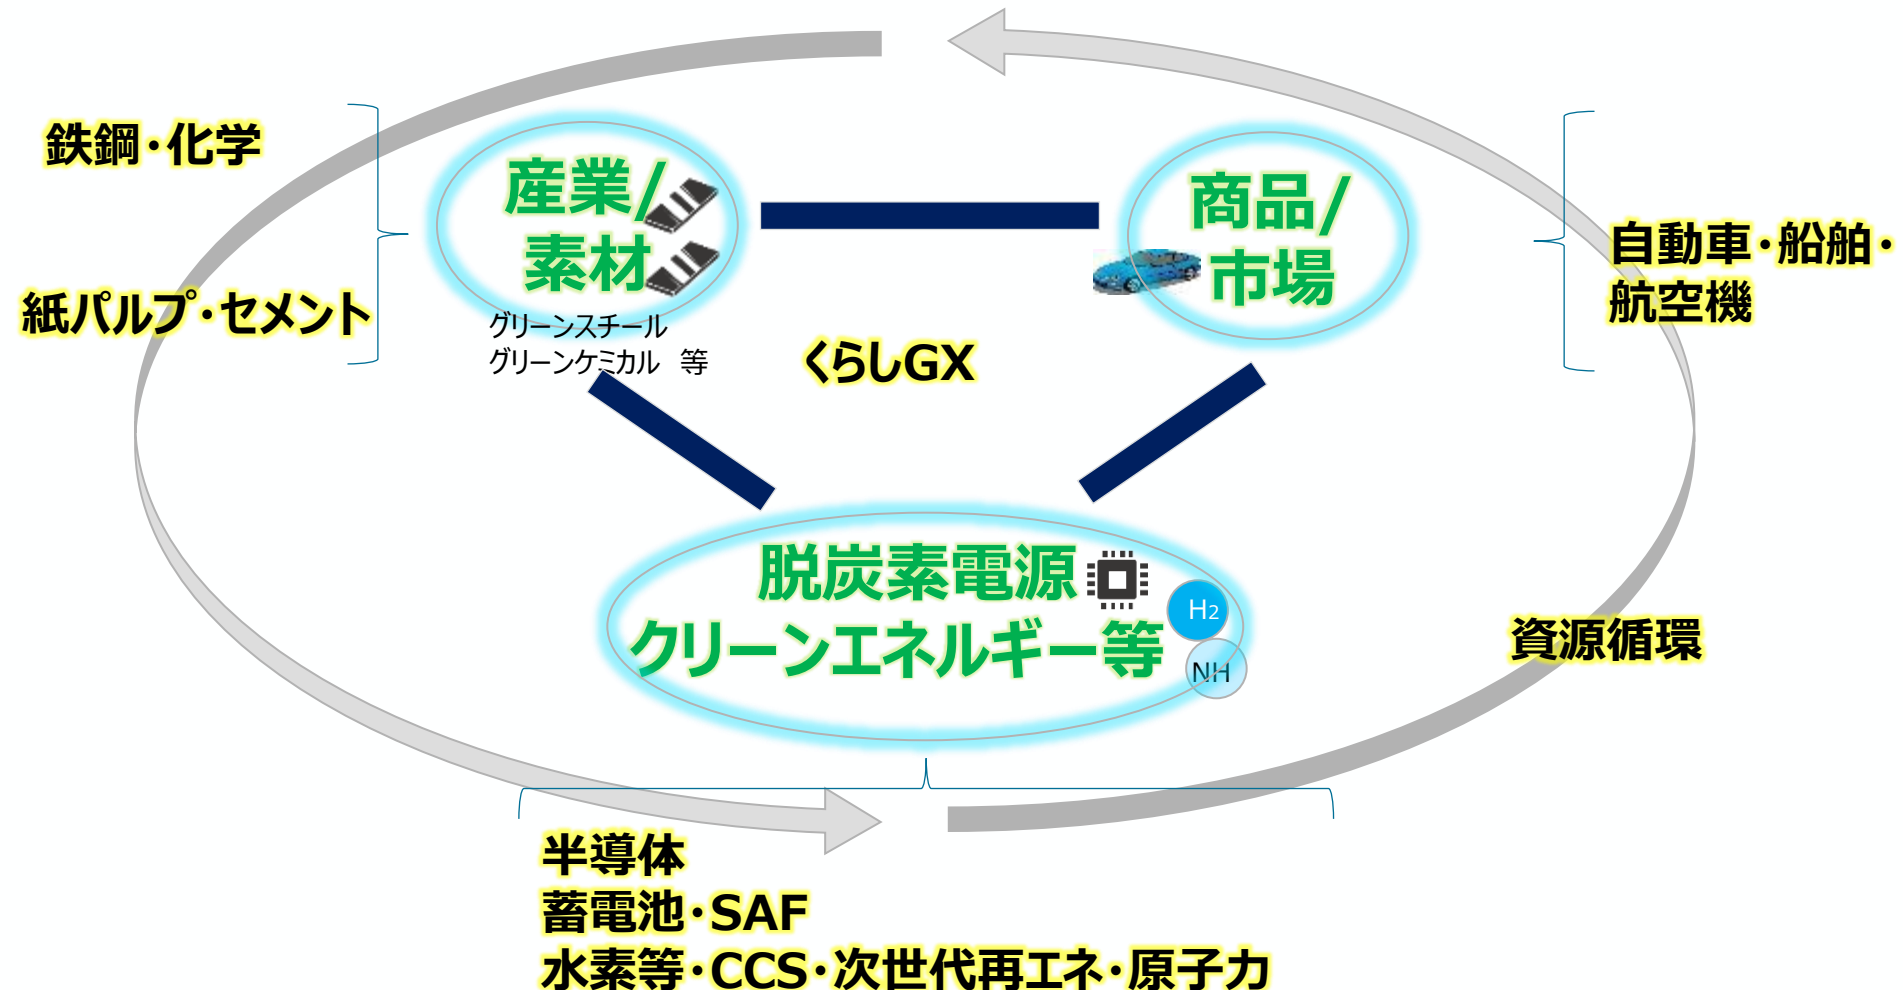 鉄鋼・化学
紙パルプ・セメント
産業/
素材
グリーンスチール
グリーンケミカル　等
くらしGX
商品/
市場
自動車・船舶・
航空機
脱炭素電源
クリーンエネルギー等
H2
NH
資源循環
半導体
蓄電池・SAF
水素等・CCS・次世代再エネ・原子力